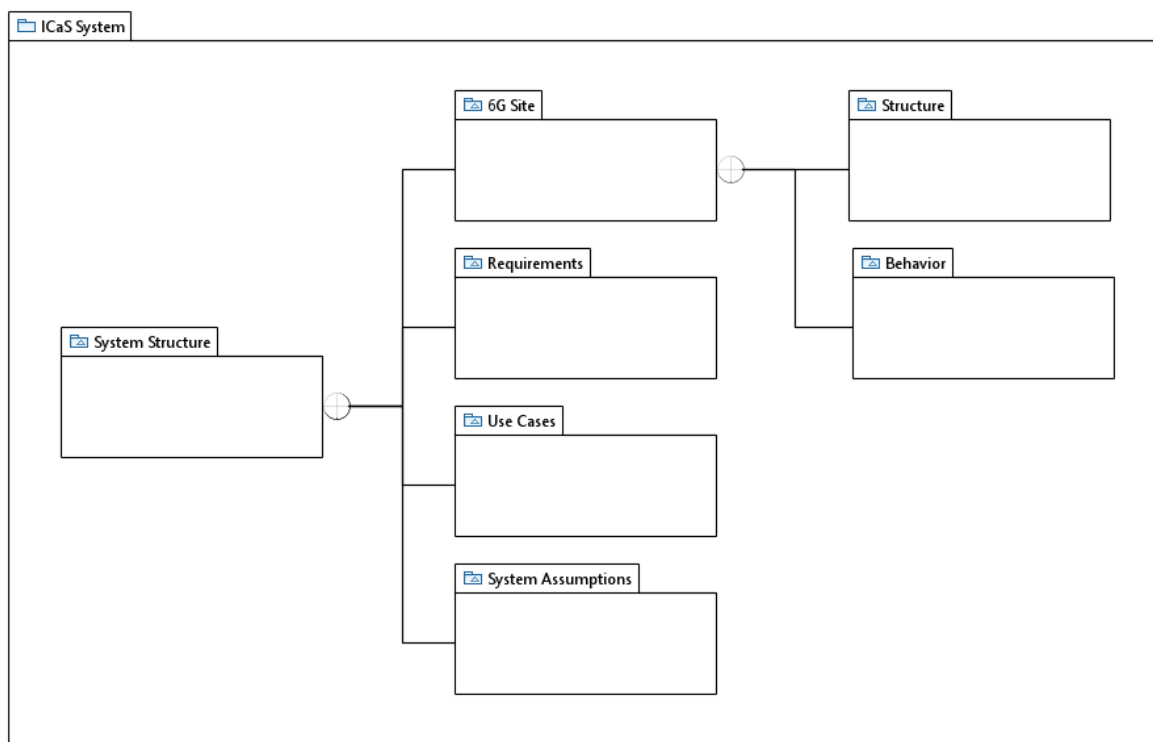 ICaS System
6G Site
Structure
Requirements
Behavior
System Structure
Use Cases
System Assumptions